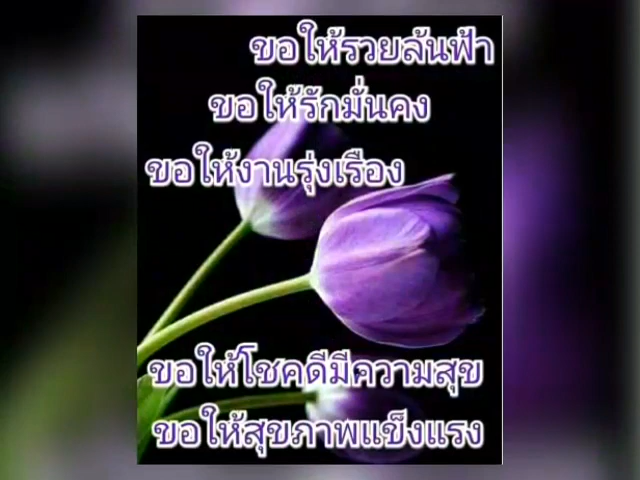 ขอให้รวยล้นฟ้า
ขอให้รักมั่นคง
ขอให้งานรุ่งเรือง
ขอให้โชคดีมีความสุข
ขอให้สุขภาพแข็งแรง